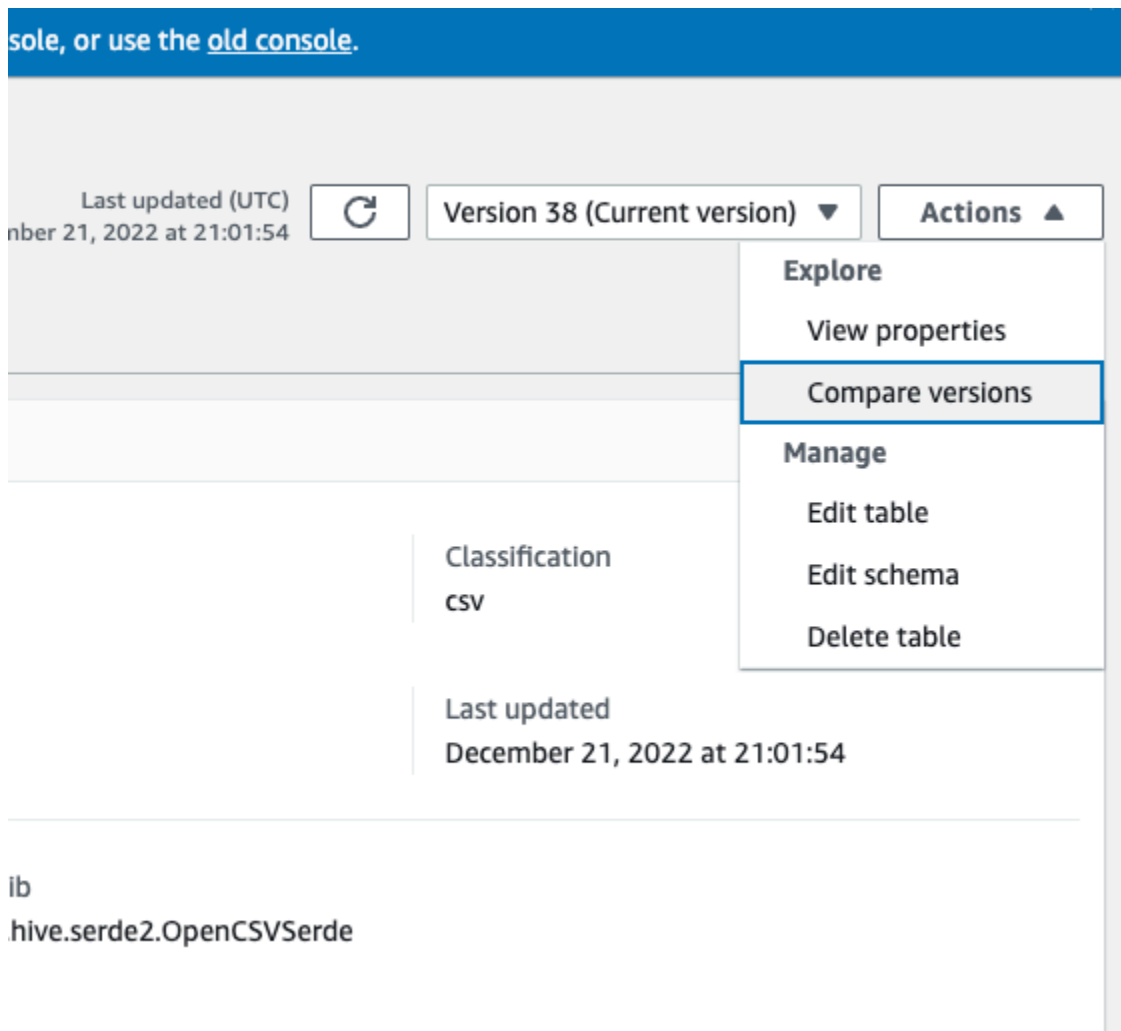 sole, or use the old console.
Last updated (UTC)
nber 21, 2022 at 21:01:54
Version 38 (Current version)
Actions
Explore
View properties
Compare versions
Manage
Edit table
Edit schema
Delete table
Classification
csv
Last updated
December 21, 2022 at 21:01:54
ib
.hive.serde2.OpenCSVSerde